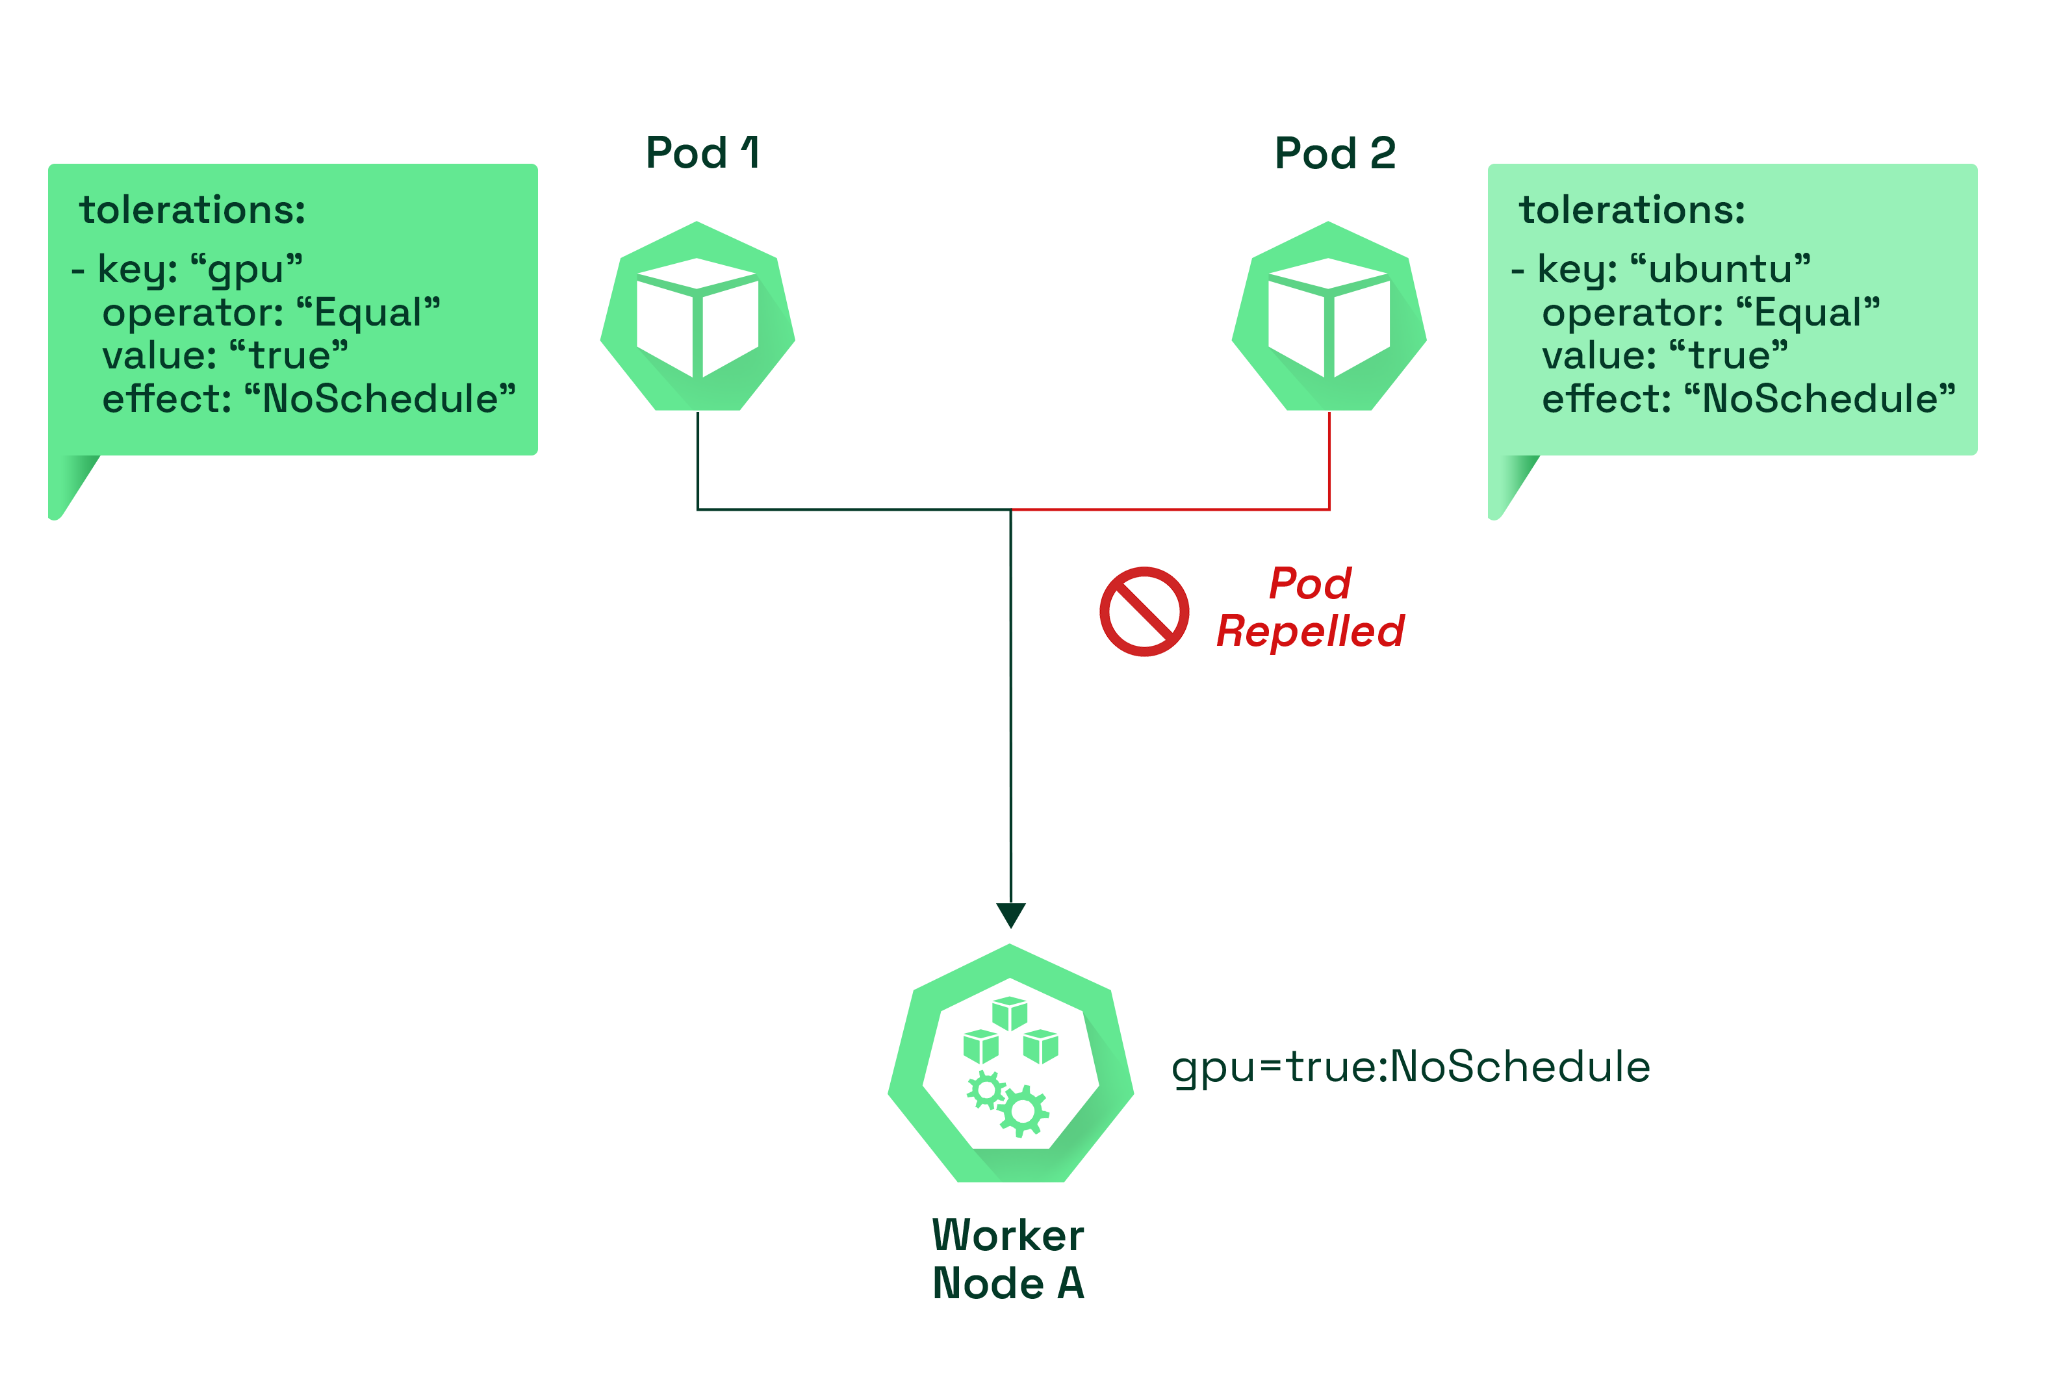 Pod 1
Pod 2
tolerations:
- key: “gpu”
operator: “Equal”
value: “true”
effect: “NoSchedule”
tolerations:
- key: “ubuntu”
operator: “Equal”
value: “true”
effect: “NoSchedule”
Pod
Repelled
gpu=true:NoSchedule
Worker
Node A